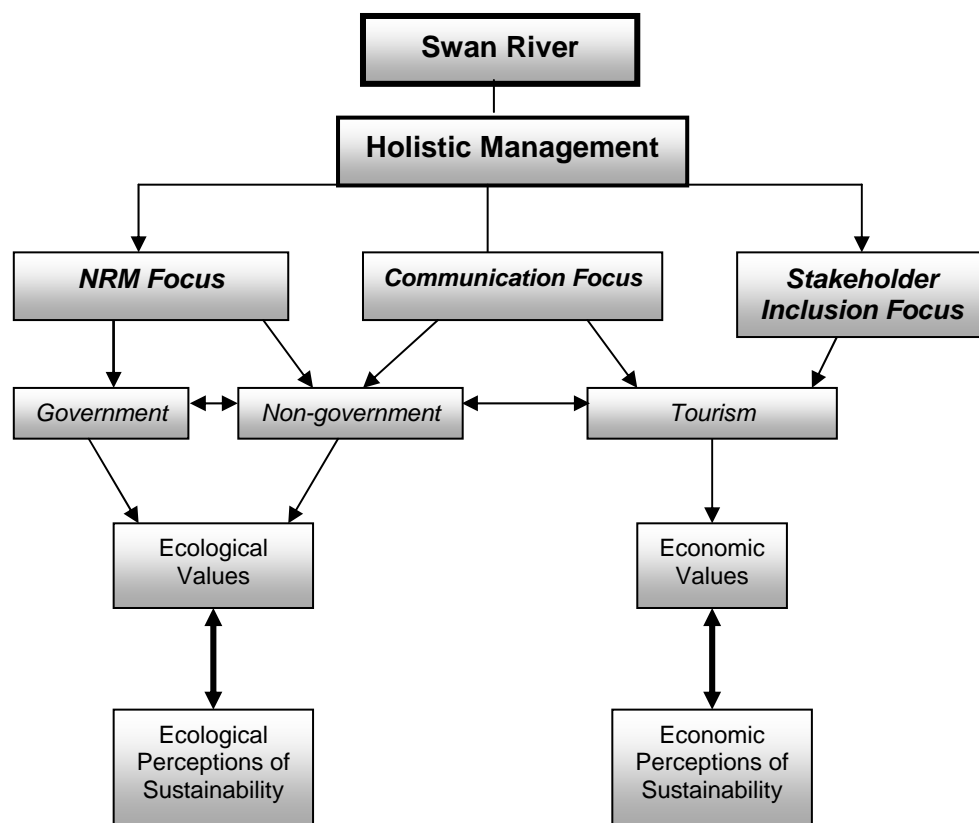 Swan River
Holistic Management
NRM Focus
Communication Focus
Stakeholder
Inclusion Focus
Government
Non-government
Tourism
Ecological
Values
Economic
Values
Ecological
Perceptions of
Sustainability
Economic
Perceptions of
Sustainability